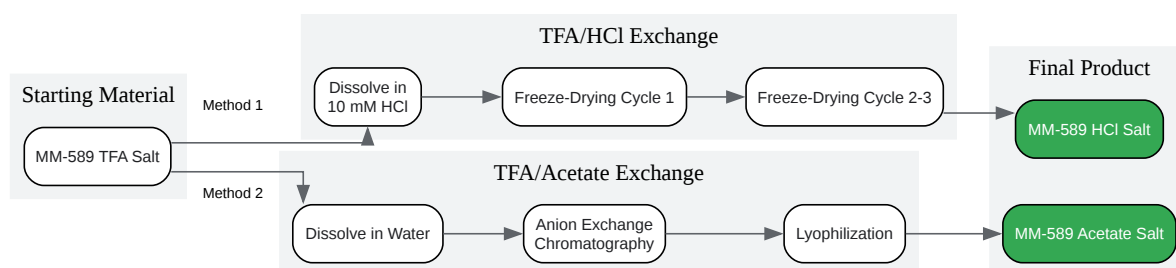 TFA/HCl Exchange
Final Product
Starting Material
Method 1
Dissolve in
10 mM HCl
Freeze-Drying Cycle 1
Freeze-Drying Cycle 2-3
MM-589 HCl Salt
MM-589 TFA Salt
TFA/Acetate Exchange
Method 2
Dissolve in Water
Anion Exchange
Chromatography
Lyophilization
MM-589 Acetate Salt